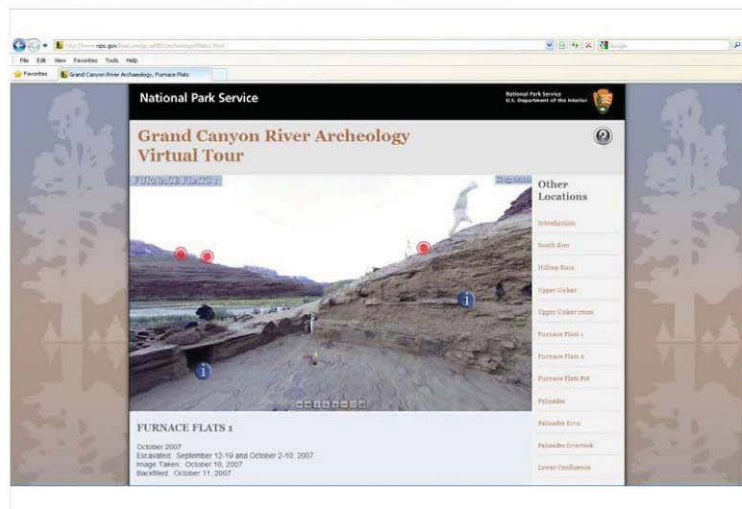 File Edit View Favorites Tools Help
Favorites
Grand Canyon River Archaeology, Furnace Flats
National Park Service
National Park Service
U.S. Department of the Interior
Grand Canyon River Archeology
Virtual Tour
FURNACE FLATS 1
Other
Locations
Introduction
South Rim
Hilltop Ruin
Upper Unkar
Upper Unkar room
Furnace Flats 1
Furnace Flats 2
Furnace Flats Pot
Palisades
Palisades Overlook
Lower Confluence
FURNACE FLATS 1
October 2007
Excavated: September 12-19 and October 2-10, 2007
Image Taken: October 10, 2007
Backfilled: October 11, 2007